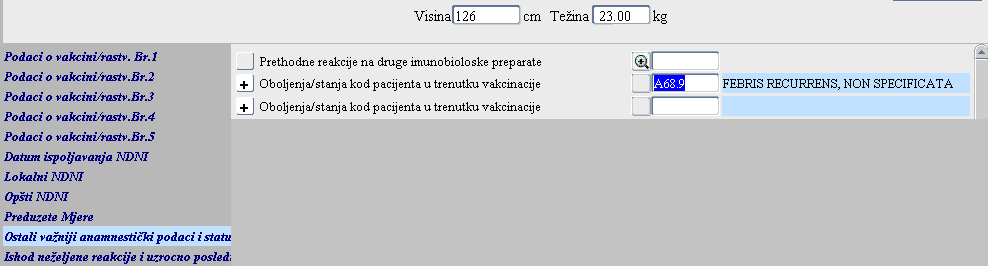 Visina 126 cm Težina 23.00 kg
Podaci o vakcini/rastv. Br.1
Podaci o vakcini/rastv.Br.2
Podaci o vakcini/rastv.Br.3
Podaci o vakcini/rastv.Br.4
Podaci o vakcini/rastv.Br.5
Datum ispoljavanja NDNI
Lokalni NDNI
Opšti NDNI
Preduzete Mjere
Ostali važniji anamnestički podaci i statu
Ishod neželjene reakcije i uzrocno posled
Prethodne reakcije na druge imunobioloske preparate
+ Oboljenja/stanja kod pacijenta u trenutku vakcinacije A68.9 FEBRIS RECURRENS, NON SPECIFICATA
+ Oboljenja/stanja kod pacijenta u trenutku vakcinacije